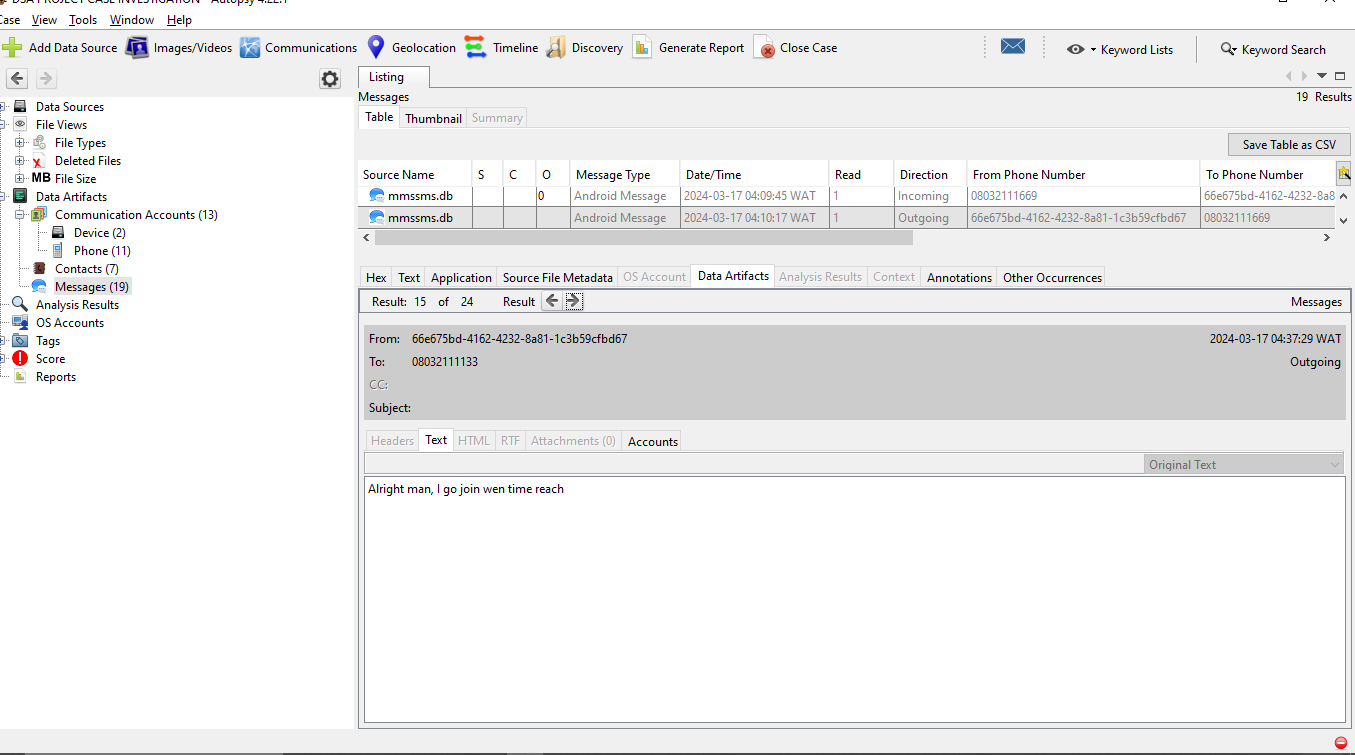 DSA PROJECT CASE INVESTIGATION - Autopsy 4.22.1
Case View Tools Window Help
Add Data Source Images/Videos Communications Geolocation Timeline Discovery Generate Report Close Case Keyword Lists Keyword Search
Listing
Messages 19 Results
Table Thumbnail Summary
Save Table as CSV
Data Sources
File Views
File Types
Deleted Files
MB File Size
Data Artifacts
Communication Accounts (13)
Device (2)
Phone (11)
Contacts (7)
Messages (19)
Analysis Results
OS Accounts
Tags
Score
Reports
Source Name S C O Message Type Date/Time Read Direction From Phone Number To Phone Number
mmssms.db 0 Android Message 2024-03-17 04:09:45 WAT 1 Incoming 08032111669 66e675bd-4162-4232-8a8
mmssms.db Android Message 2024-03-17 04:10:17 WAT 1 Outgoing 66e675bd-4162-4232-8a81-1c3b59cfbd67 08032111669
Hex Text Application Source File Metadata OS Account Data Artifacts Analysis Results Context Annotations Other Occurrences
Result: 15 of 24 Result Messages
From: 66e675bd-4162-4232-8a81-1c3b59cfbd67 2024-03-17 04:37:29 WAT
To: 08032111133 Outgoing
CC:
Subject:
Headers Text HTML RTF Attachments (0) Accounts
Original Text
Alright man, I go join wen time reach